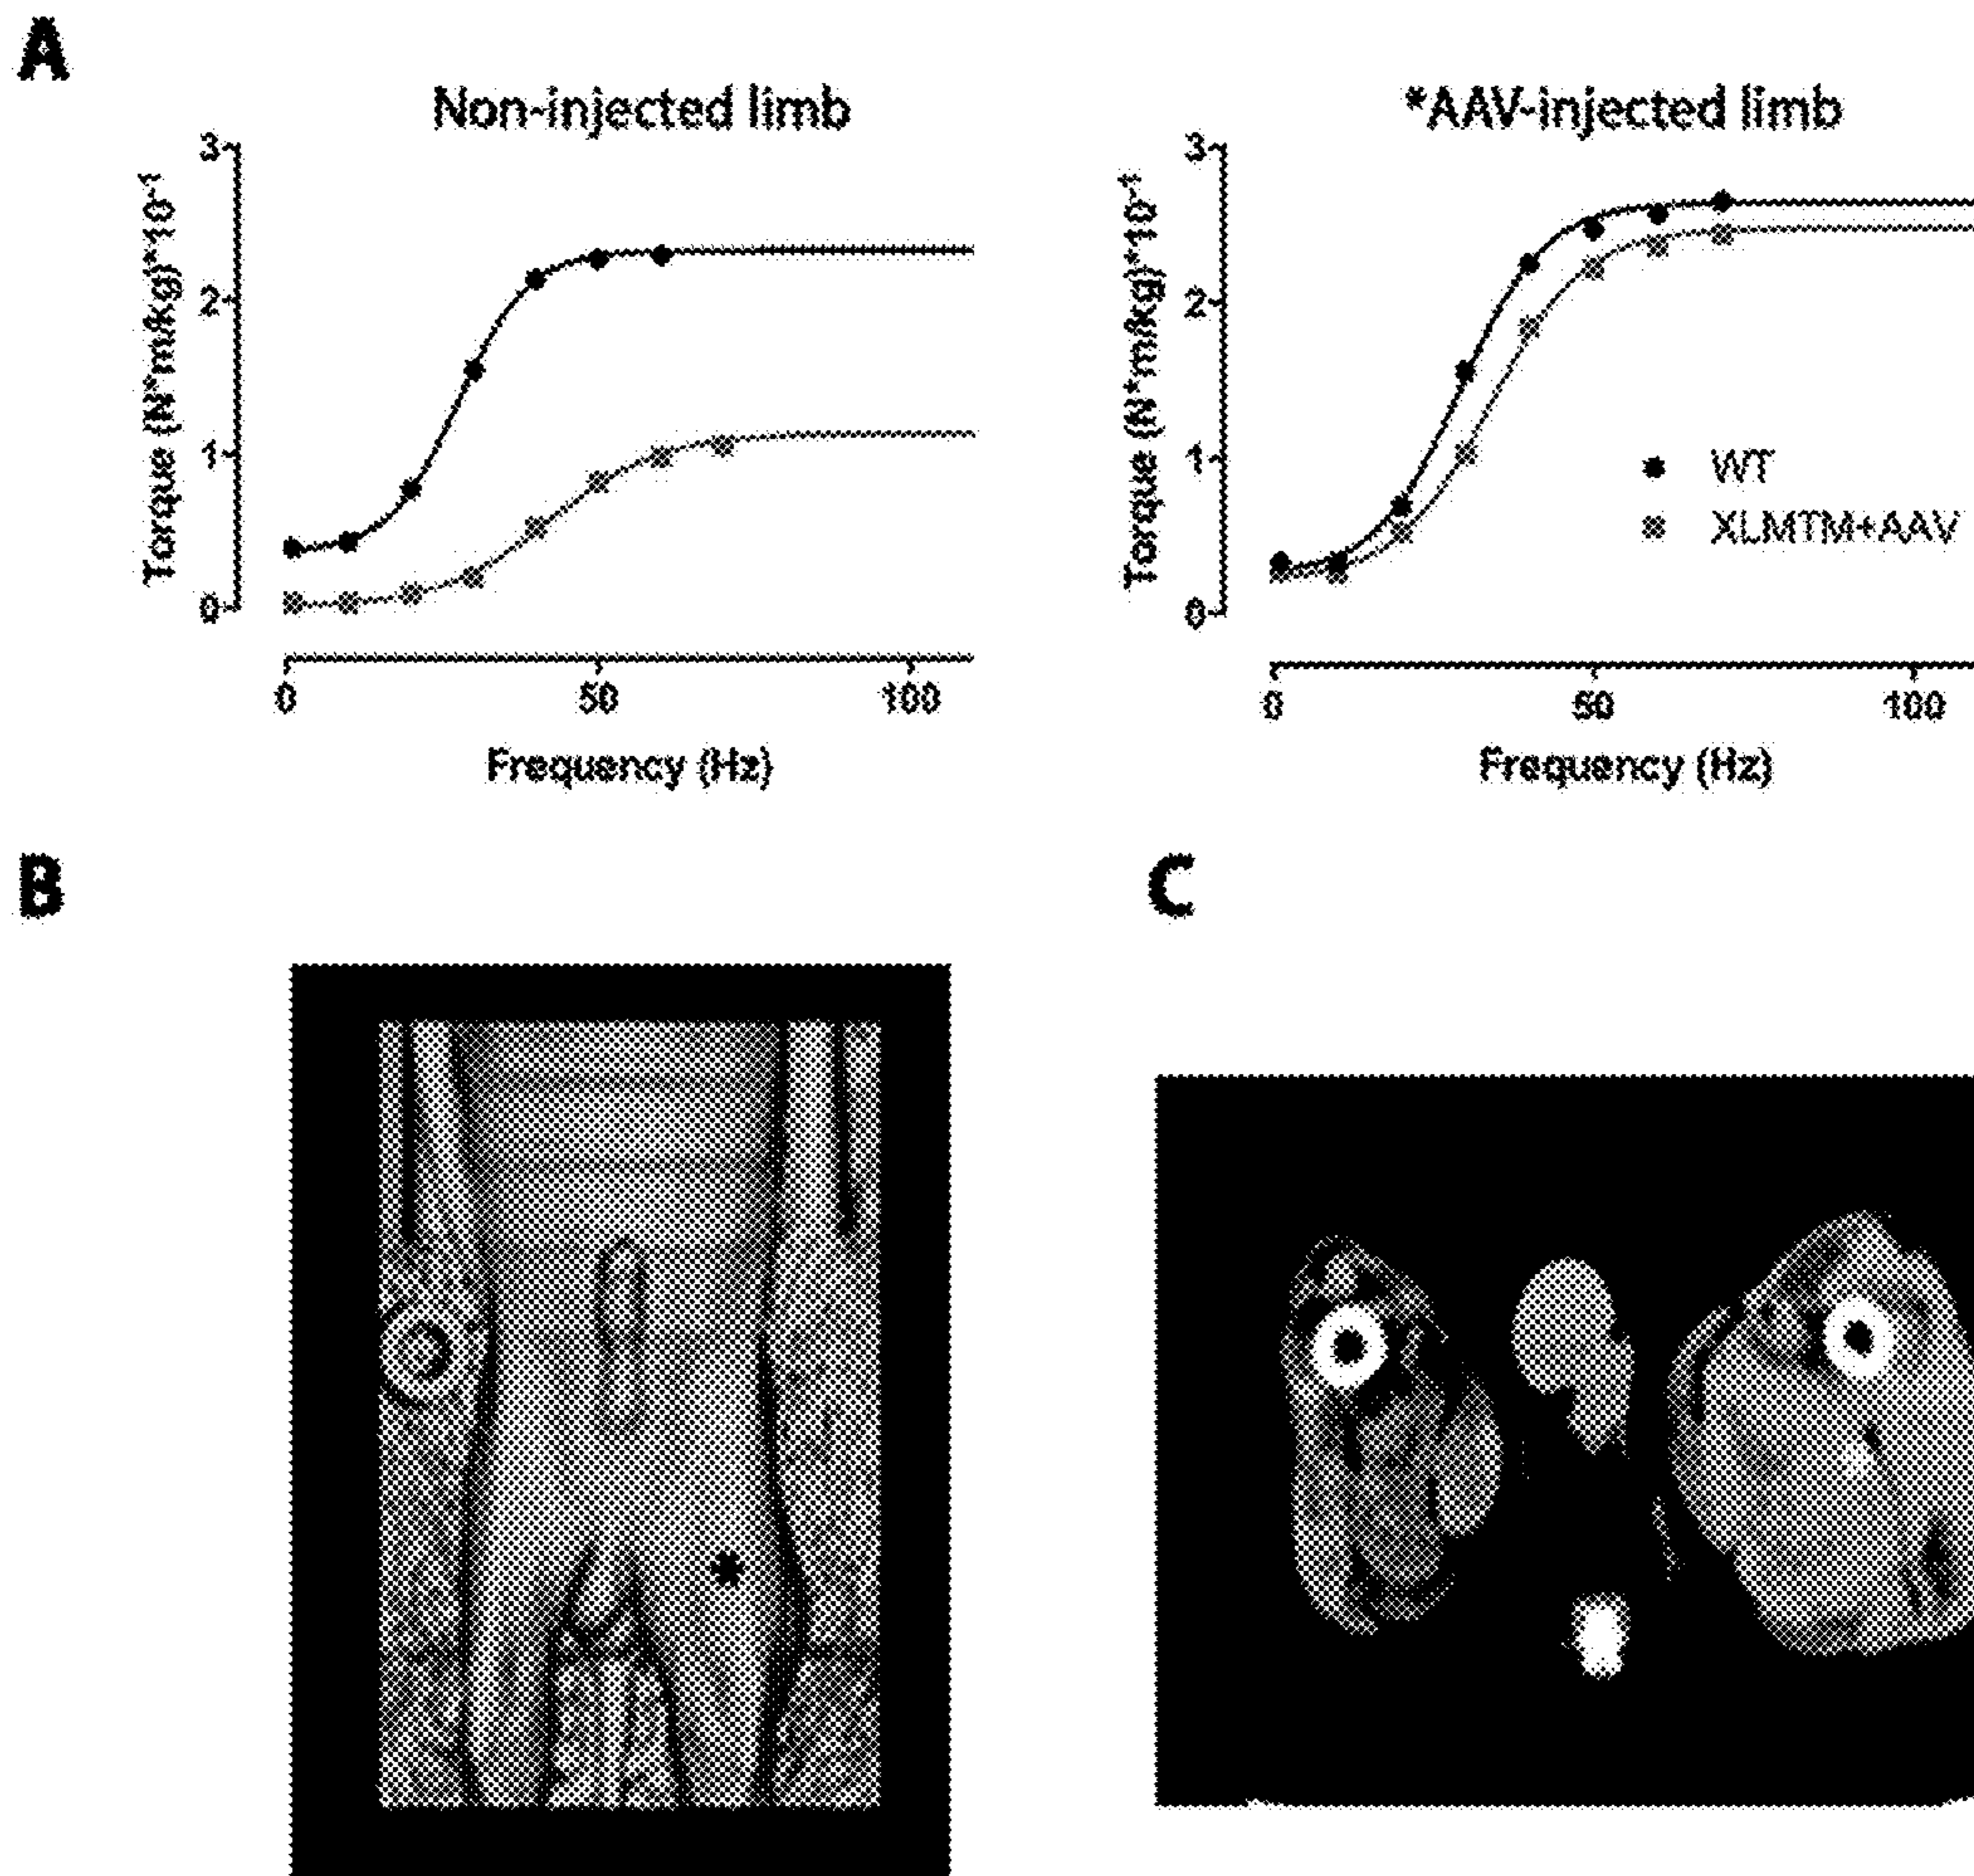 A
Non-injected limb
3
2
1
0
Torque (N*m/kg)*10⁻¹
0 50 100
Frequency (Hz)
*AAV-injected limb
3
2
1
0
Torque (N*m/kg)*10⁻¹
WT
XLMTM+AAV
0 50 100
Frequency (Hz)
B
*
C